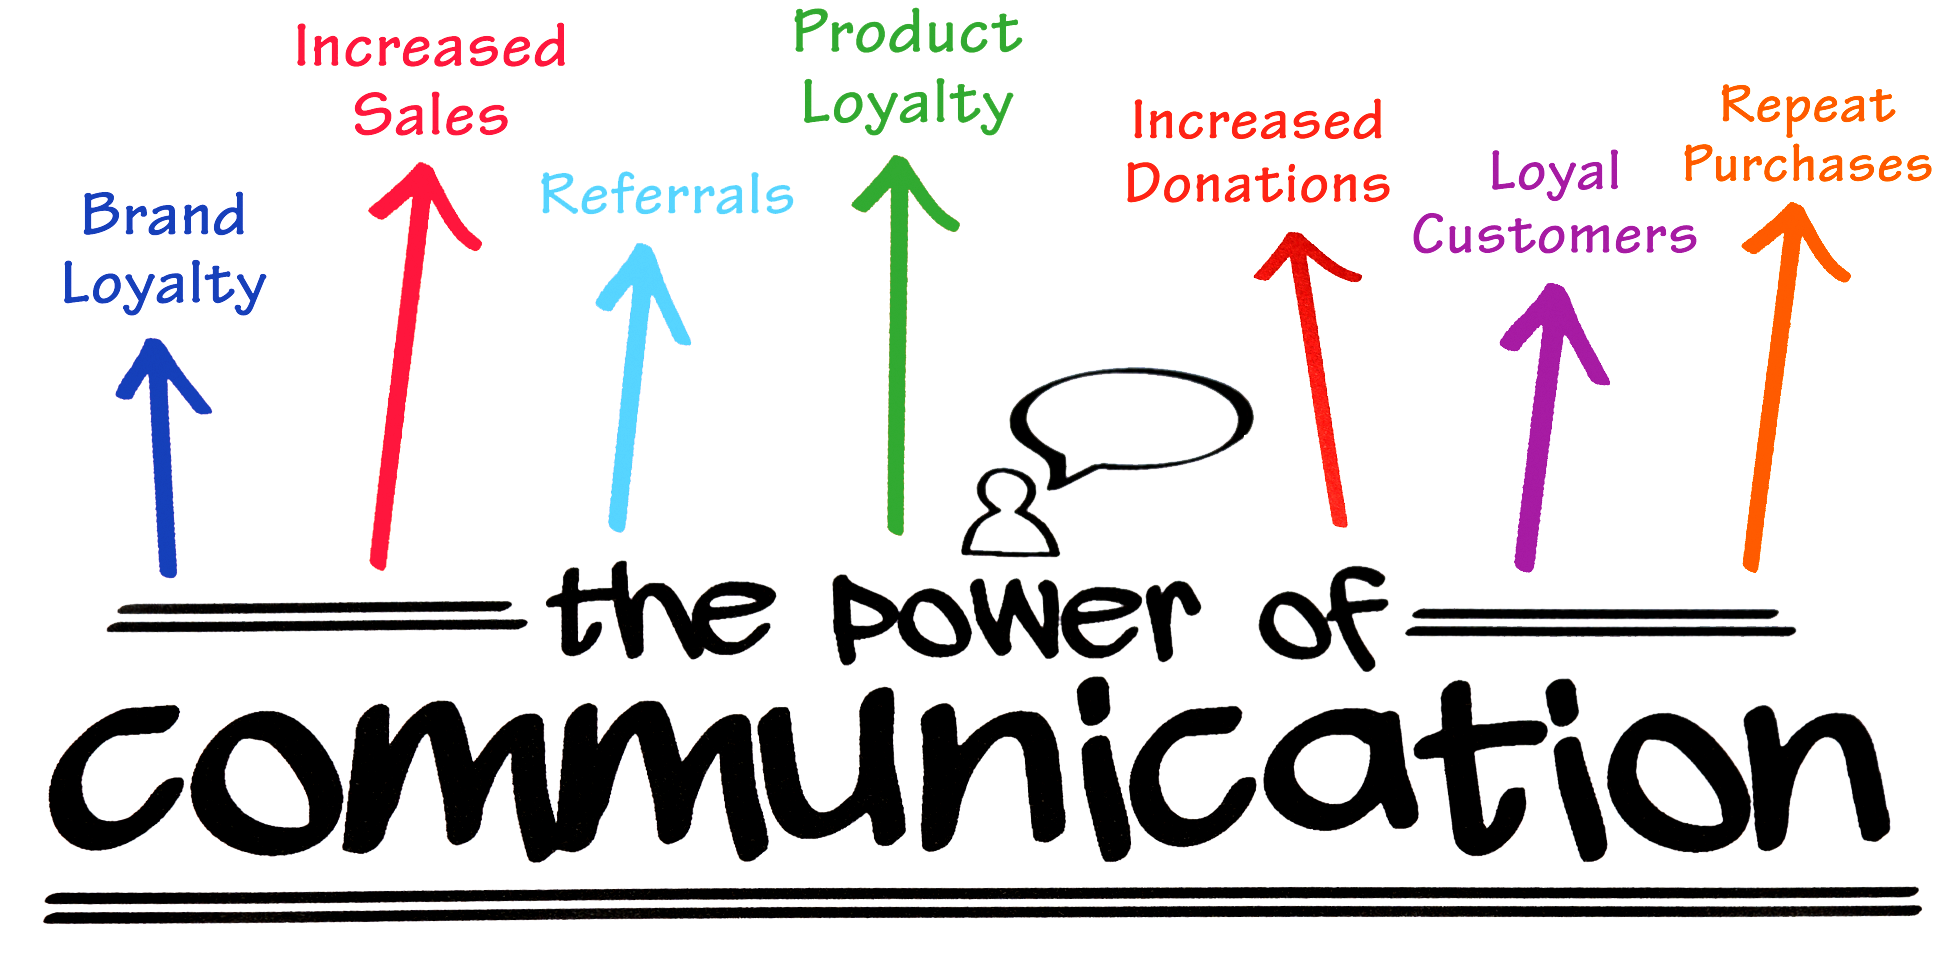 Brand
Loyalty
Increased
Sales
Referrals
Product
Loyalty
Increased
Donations
Loyal
Customers
Repeat
Purchases
the power of
communication